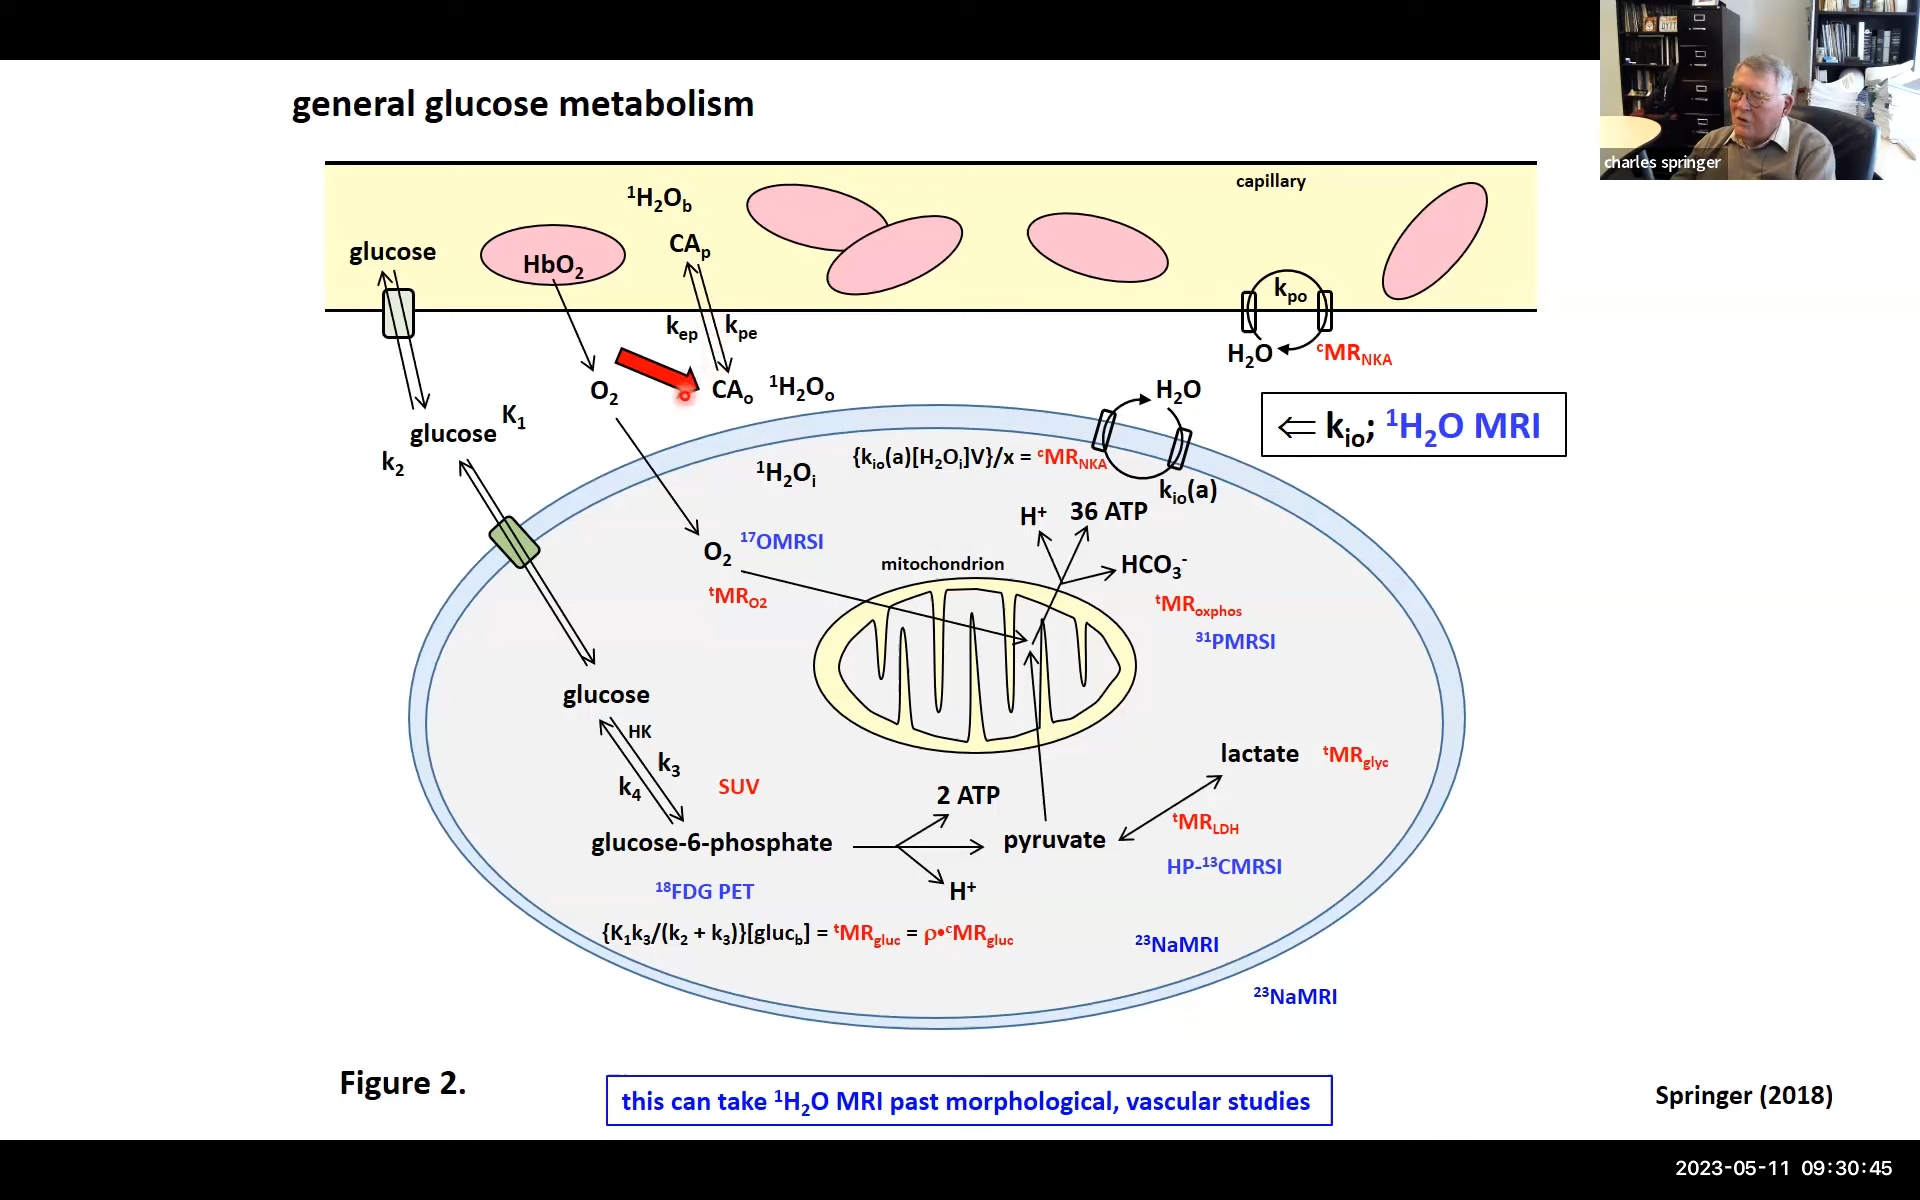 general glucose metabolism
charles springer
capillary
¹H₂O_b
glucose
HbO₂
CA_p
k_po
k_ep
k_pe
H₂O
ᶜMR_NKA
O₂
CA_o
¹H₂O_o
H₂O
K₁
glucose
k₂
⇐ k_io; ¹H₂O MRI
¹H₂O_i
{k_io(a)[H₂O_i]V}/x = ᶜMR_NKA
k_io(a)
H⁺
36 ATP
O₂
¹⁷OMRSI
mitochondrion
HCO₃⁻
ᵗMR_O2
ᵗMR_oxphos
³¹PMRSI
glucose
HK
k₃
k₄
SUV
lactate
ᵗMR_glyc
2 ATP
glucose-6-phosphate
pyruvate
ᵗMR_LDH
HP-¹³CMRSI
¹⁸FDG PET
H⁺
{K₁k₃/(k₂ + k₃)}[gluc_b] = ᵗMR_gluc = ρ•ᶜMR_gluc
²³NaMRI
²³NaMRI
Figure 2.
this can take ¹H₂O MRI past morphological, vascular studies
Springer (2018)
2023-05-11 09:30:45